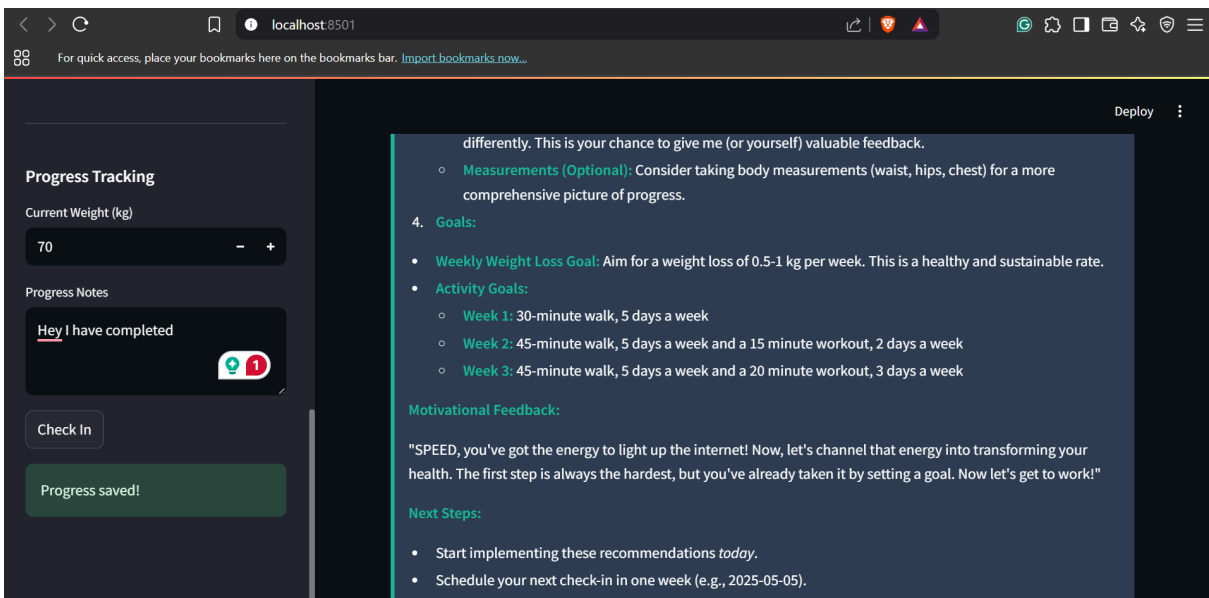 localhost:8501
For quick access, place your bookmarks here on the bookmarks bar. Import bookmarks now...
Deploy
Progress Tracking
Current Weight (kg)
70
- +
Progress Notes
Hey I have completed
1
Check In
Progress saved!
differently. This is your chance to give me (or yourself) valuable feedback.
◦ Measurements (Optional): Consider taking body measurements (waist, hips, chest) for a more
comprehensive picture of progress.
4. Goals:
• Weekly Weight Loss Goal: Aim for a weight loss of 0.5-1 kg per week. This is a healthy and sustainable rate.
• Activity Goals:
◦ Week 1: 30-minute walk, 5 days a week
◦ Week 2: 45-minute walk, 5 days a week and a 15 minute workout, 2 days a week
◦ Week 3: 45-minute walk, 5 days a week and a 20 minute workout, 3 days a week
Motivational Feedback:
"SPEED, you've got the energy to light up the internet! Now, let's channel that energy into transforming your
health. The first step is always the hardest, but you've already taken it by setting a goal. Now let's get to work!"
Next Steps:
• Start implementing these recommendations today.
• Schedule your next check-in in one week (e.g., 2025-05-05).